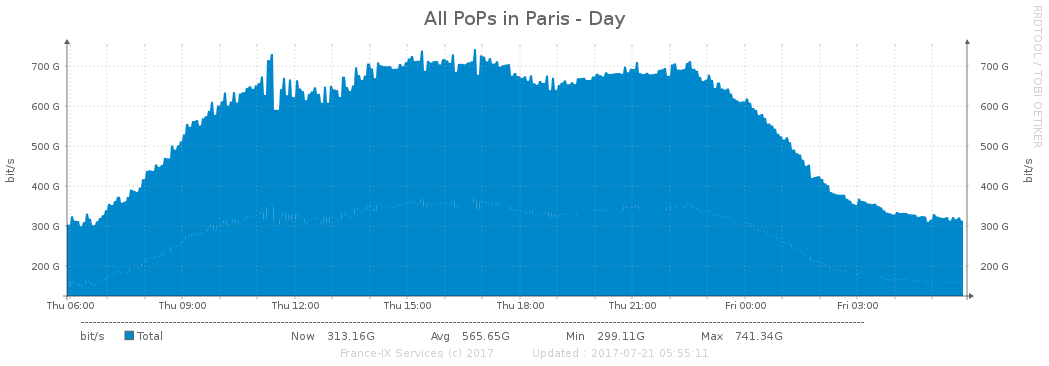 All PoPs in Paris - Day
RRDTOOL / TOBI OETIKER
bit/s
bit/s
700 G 700 G
600 G 600 G
500 G 500 G
400 G 400 G
300 G 300 G
200 G 200 G
Thu 06:00 Thu 09:00 Thu 12:00 Thu 15:00 Thu 18:00 Thu 21:00 Fri 00:00 Fri 03:00
bit/s Total Now 313.16G Avg 565.65G Min 299.11G Max 741.34G
France-IX Services (c) 2017 Updated : 2017-07-21 05:55:11